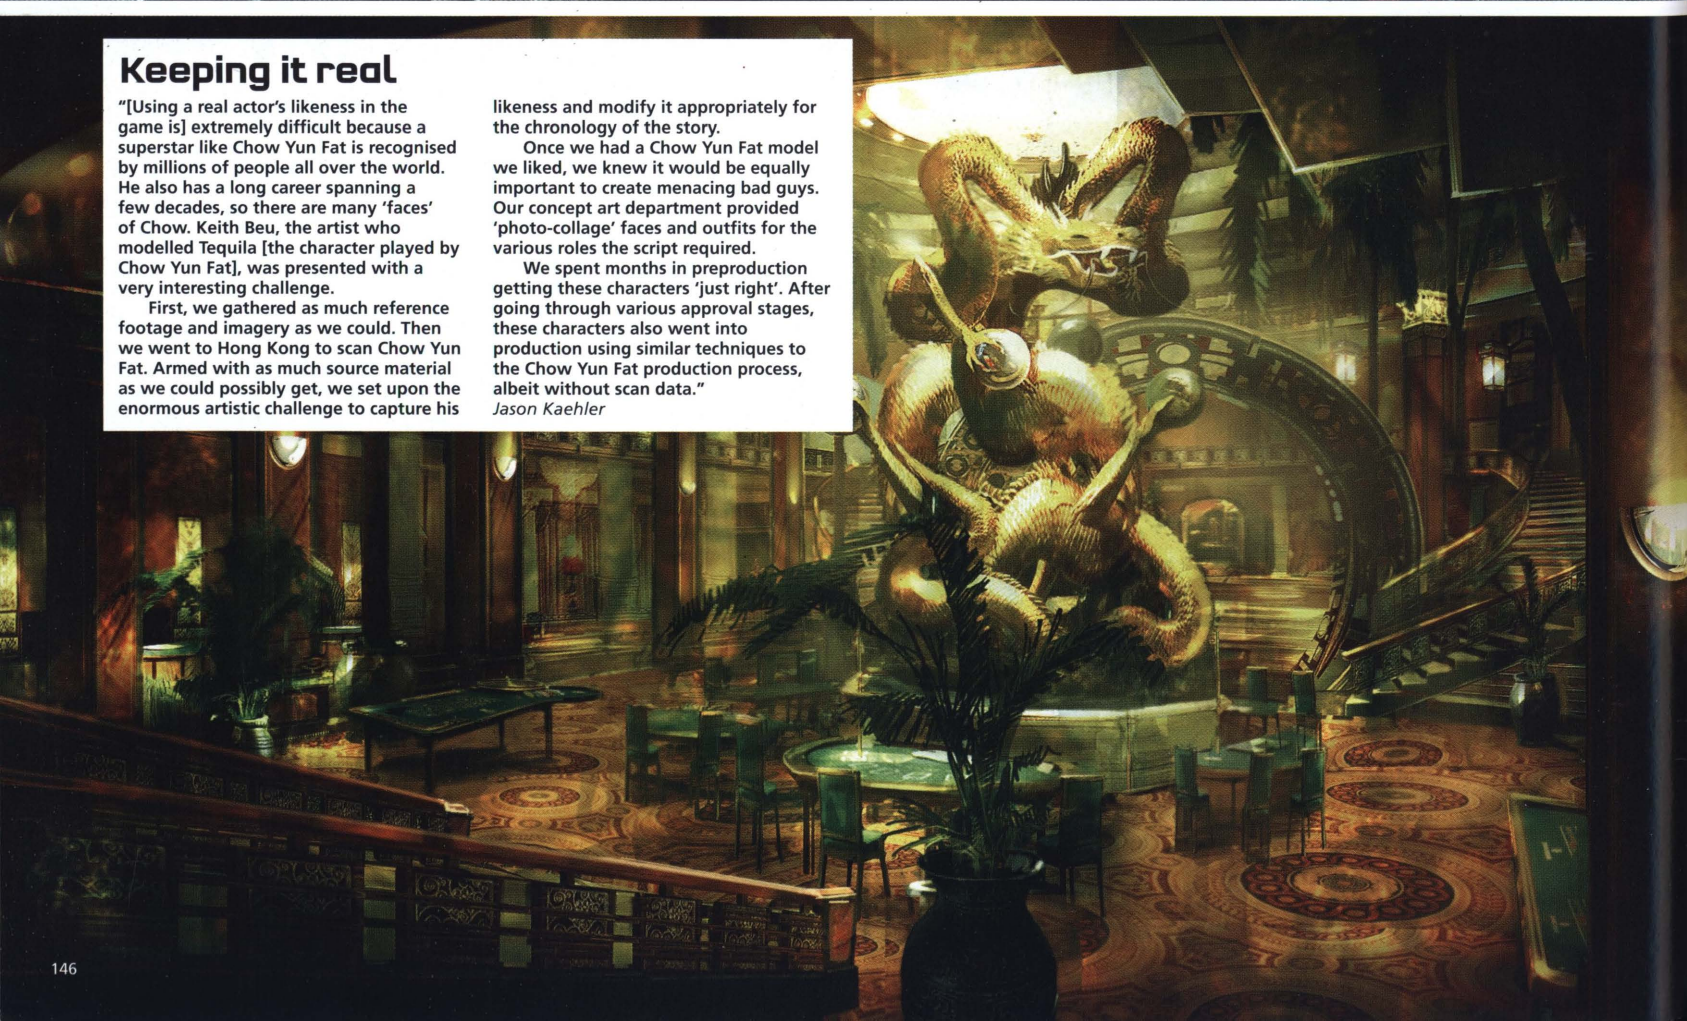 Keeping it real
“[Using a real actor’s likeness in the
game is] extremely difficult because a
superstar like Chow Yun Fat is recognised
by millions of people all over the world.
He also has a long career spanning a
few decades, so there are many ‘faces’
of Chow. Keith Beu, the artist who
modelled Tequila [the character played by
Chow Yun Fat], was presented with a
very interesting challenge.
First, we gathered as much reference
footage and imagery as we could. Then
we went to Hong Kong to scan Chow Yun
Fat. Armed with as much source material
as we could possibly get, we set upon the
enormous artistic challenge to capture his
likeness and modify it appropriately for
the chronology of the story.
Once we had a Chow Yun Fat model
we liked, we knew it would be equally
important to create menacing bad guys.
Our concept art department provided
‘photo-collage’ faces and outfits for the
various roles the script required.
We spent months in preproduction
getting these characters ‘just right’. After
going through various approval stages,
these characters also went into
production using similar techniques to
the Chow Yun Fat production process,
albeit without scan data.”
Jason Kaehler
146